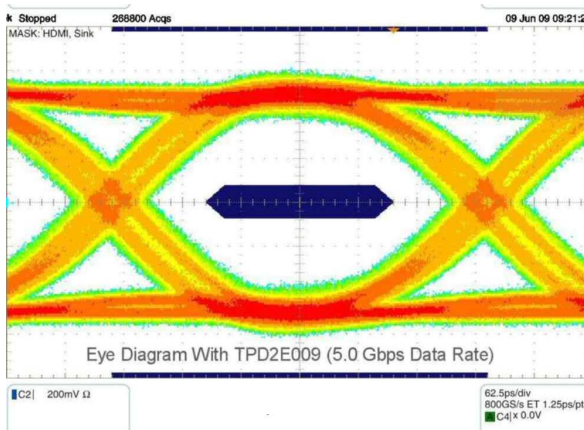 k Stopped 268800 Acqs 09 Jun 09 09:21:2
MASK: HDMI, Sink
Eye Diagram With TPD2E009 (5.0 Gbps Data Rate)
C2 200mV Ω
62.5ps/div
800GS/s ET 1.25ps/pt
A C4 x 0.0V